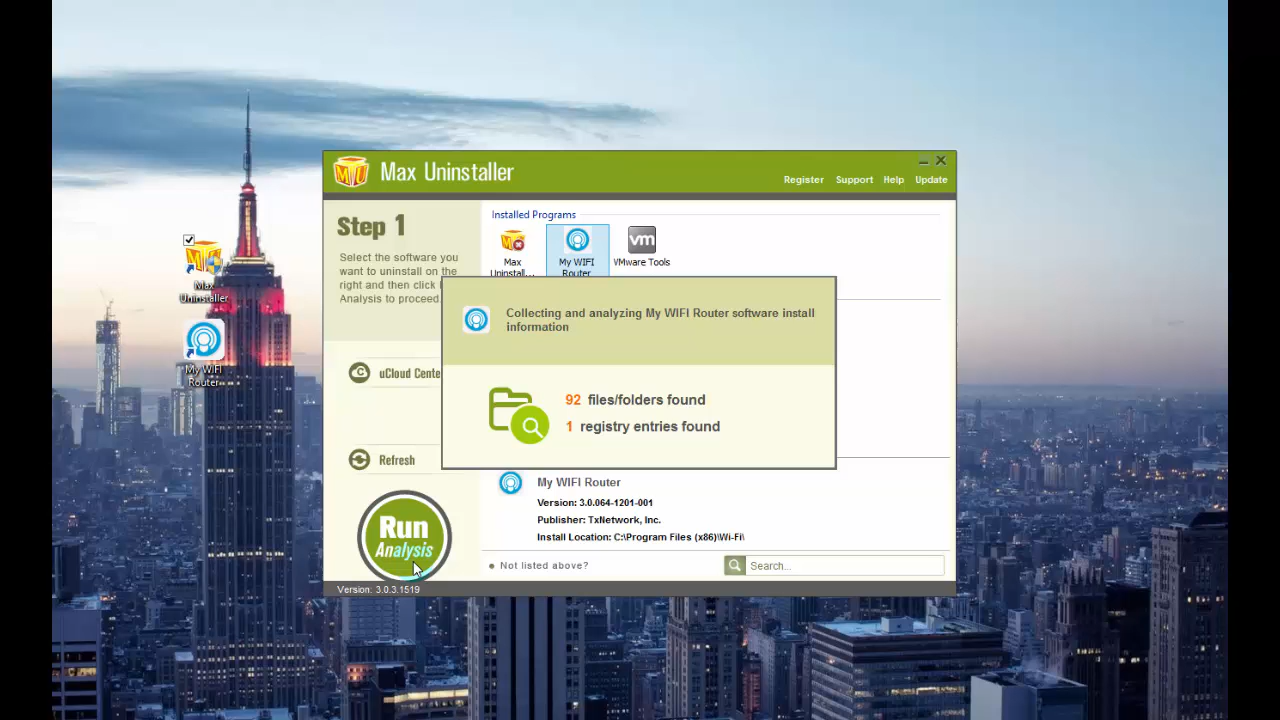 Max Uninstaller
Register Support Help Update
Step 1
Select the software you
want to uninstall on the
right and then click
Analysis to proceed.
Installed Programs
Max
Uninstall...
My WIFI
Router
VMware Tools
Max
Uninstaller
My WIFI
Router
Collecting and analyzing My WIFI Router software install
information
92 files/folders found
1 registry entries found
uCloud Cente
Refresh
Run
Analysis
My WIFI Router
Version: 3.0.064-1201-001
Publisher: TxNetwork, Inc.
Install Location: C:\Program Files (x86)\Wi-Fi\
Not listed above?
Search...
Version: 3.0.3.1519